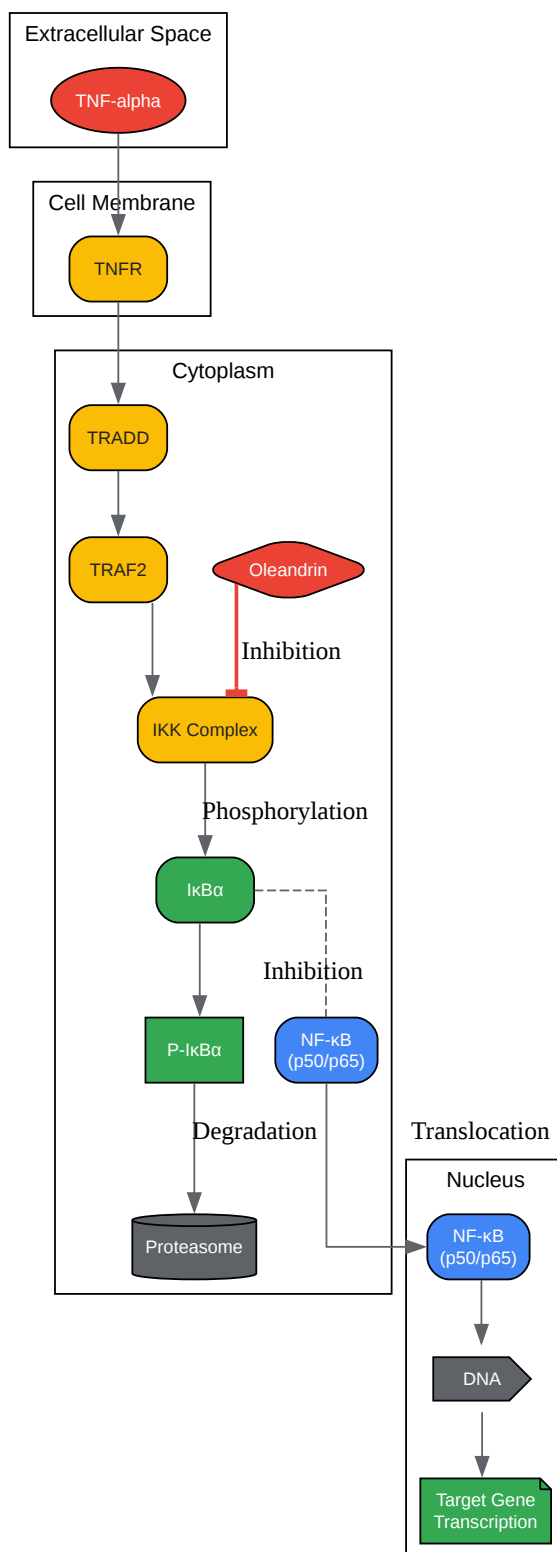 Extracellular Space
TNF-alpha
Cell Membrane
TNFR
Cytoplasm
TRADD
TRAF2
Oleandrin
Inhibition
IKK Complex
Phosphorylation
IκBα
Inhibition
P-IκBα
NF-κB
(p50/p65)
Degradation
Translocation
Proteasome
Nucleus
NF-κB
(p50/p65)
DNA
Target Gene
Transcription